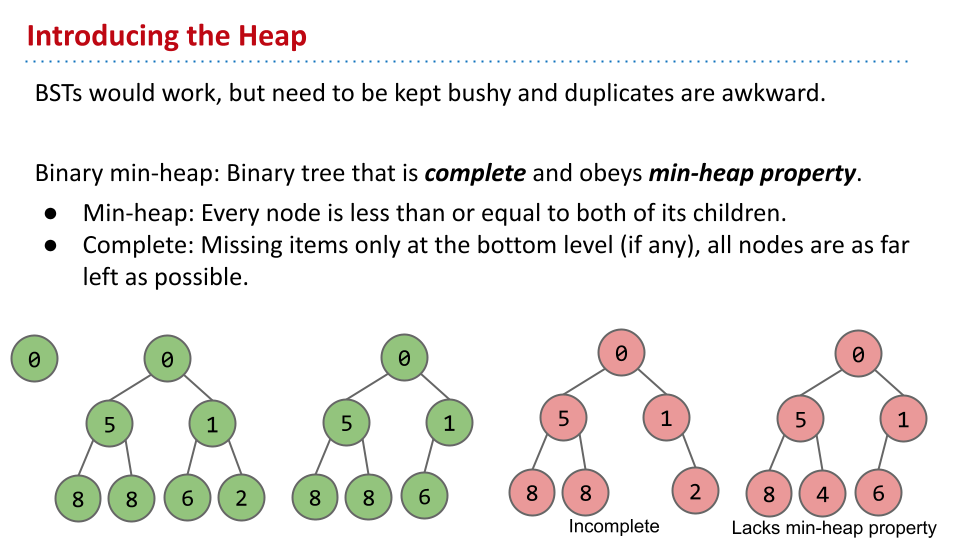 Introducing the Heap
BSTs would work, but need to be kept bushy and duplicates are awkward.
Binary min-heap: Binary tree that is complete and obeys min-heap property.
● Min-heap: Every node is less than or equal to both of its children.
● Complete: Missing items only at the bottom level (if any), all nodes are as far
left as possible.
0
0
5 1
8 8 6 2
0
5 1
8 8 6
0
5 1
8 8 2
Incomplete
0
5 1
8 4 6
Lacks min-heap property